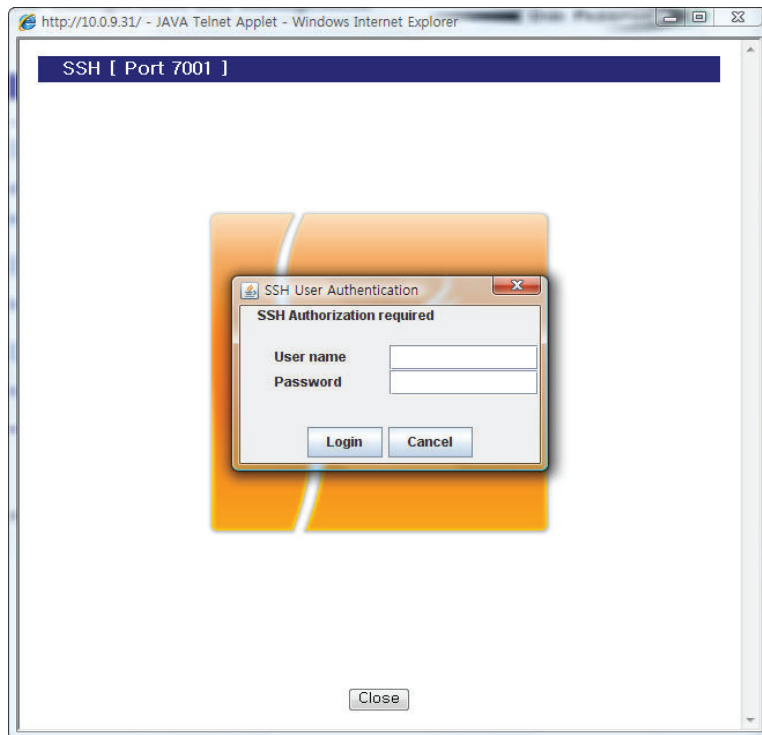 http://10.0.9.31/ - JAVA Telnet Applet - Windows Internet Explorer
SSH [ Port 7001 ]
SSH User Authentication
SSH Authorization required
User name
Password
Login Cancel
Close